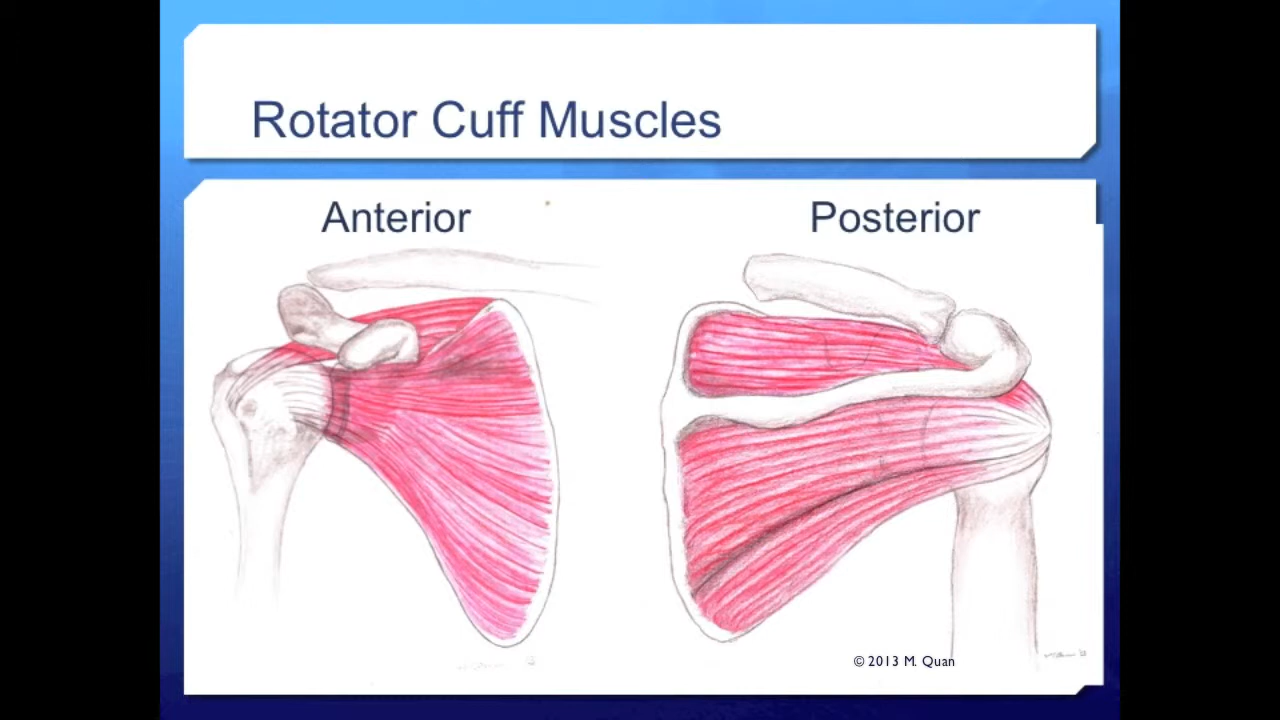 Rotator Cuff Muscles
Anterior
Posterior
© 2013 M. Quan